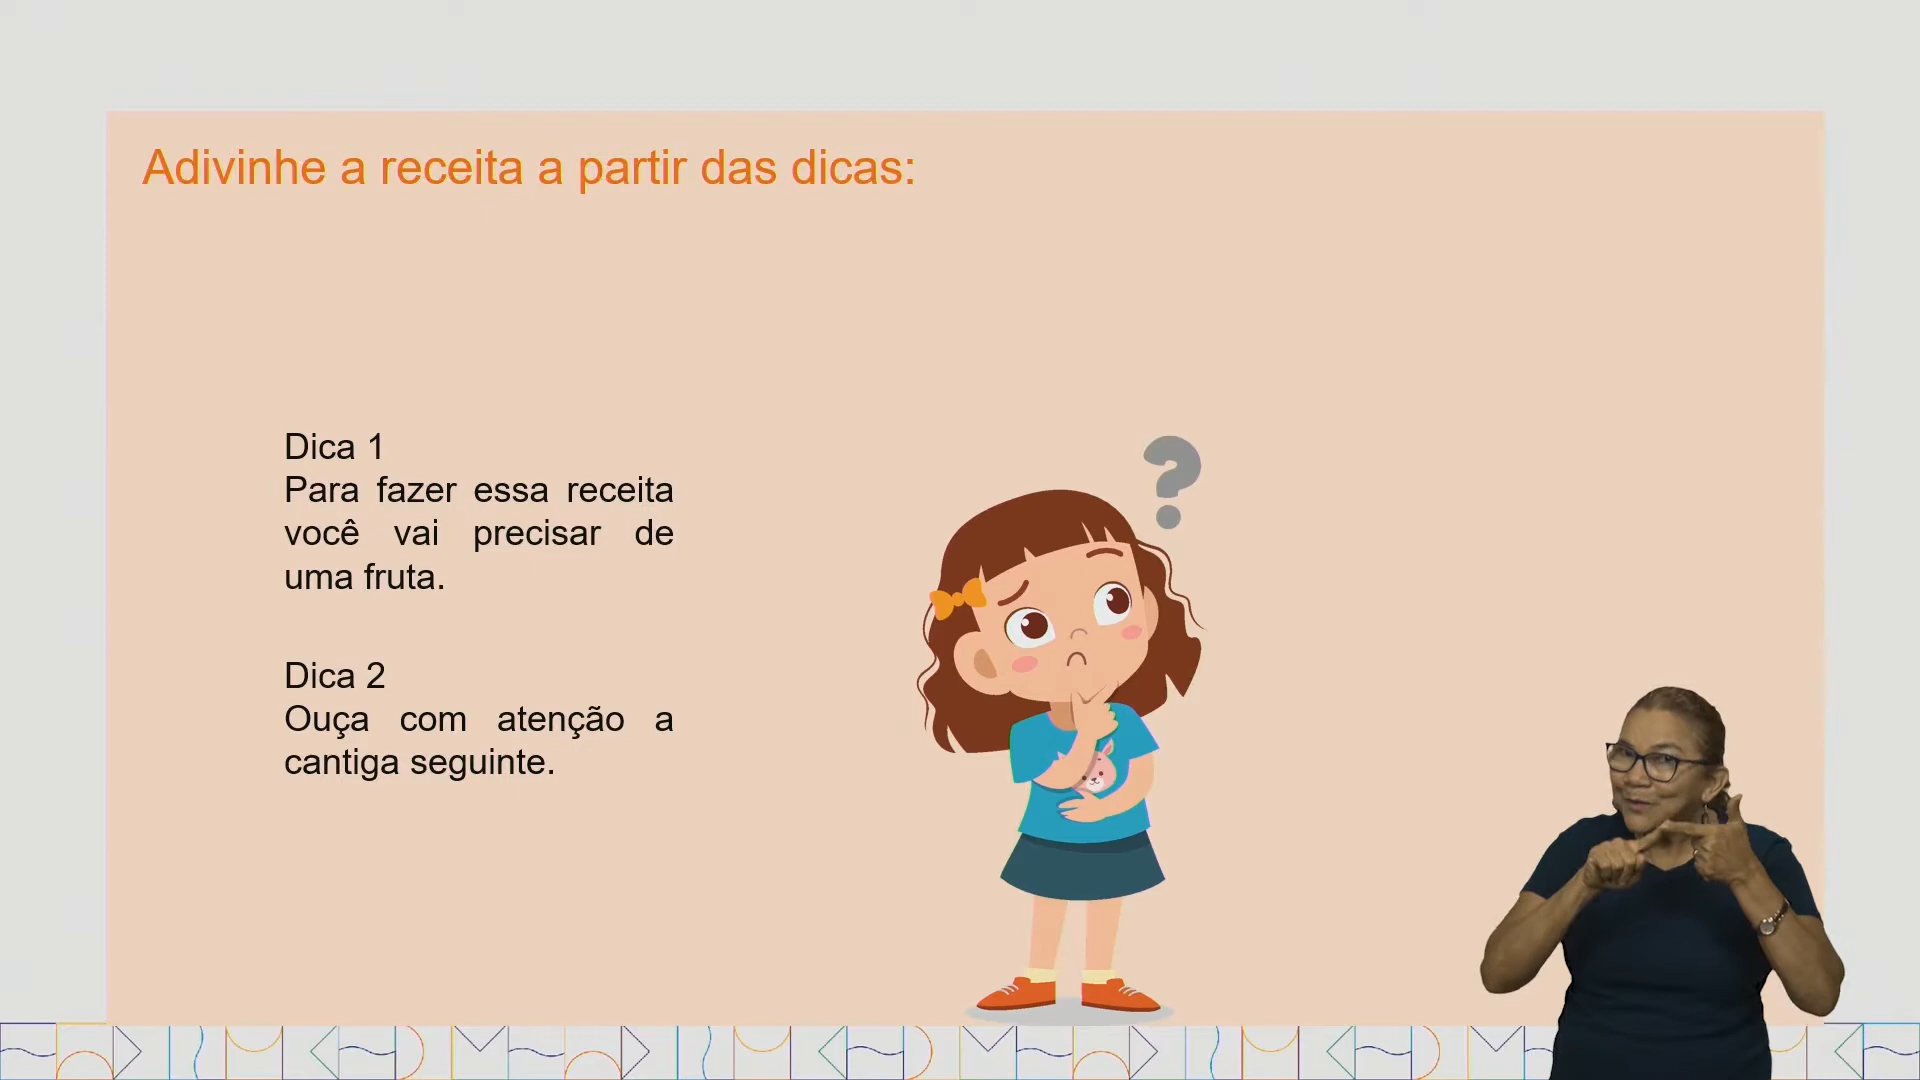 Adivinhe a receita a partir das dicas:
Dica 1
Para fazer essa receita
você vai precisar de
uma fruta.
Dica 2
Ouça com atenção a
cantiga seguinte.